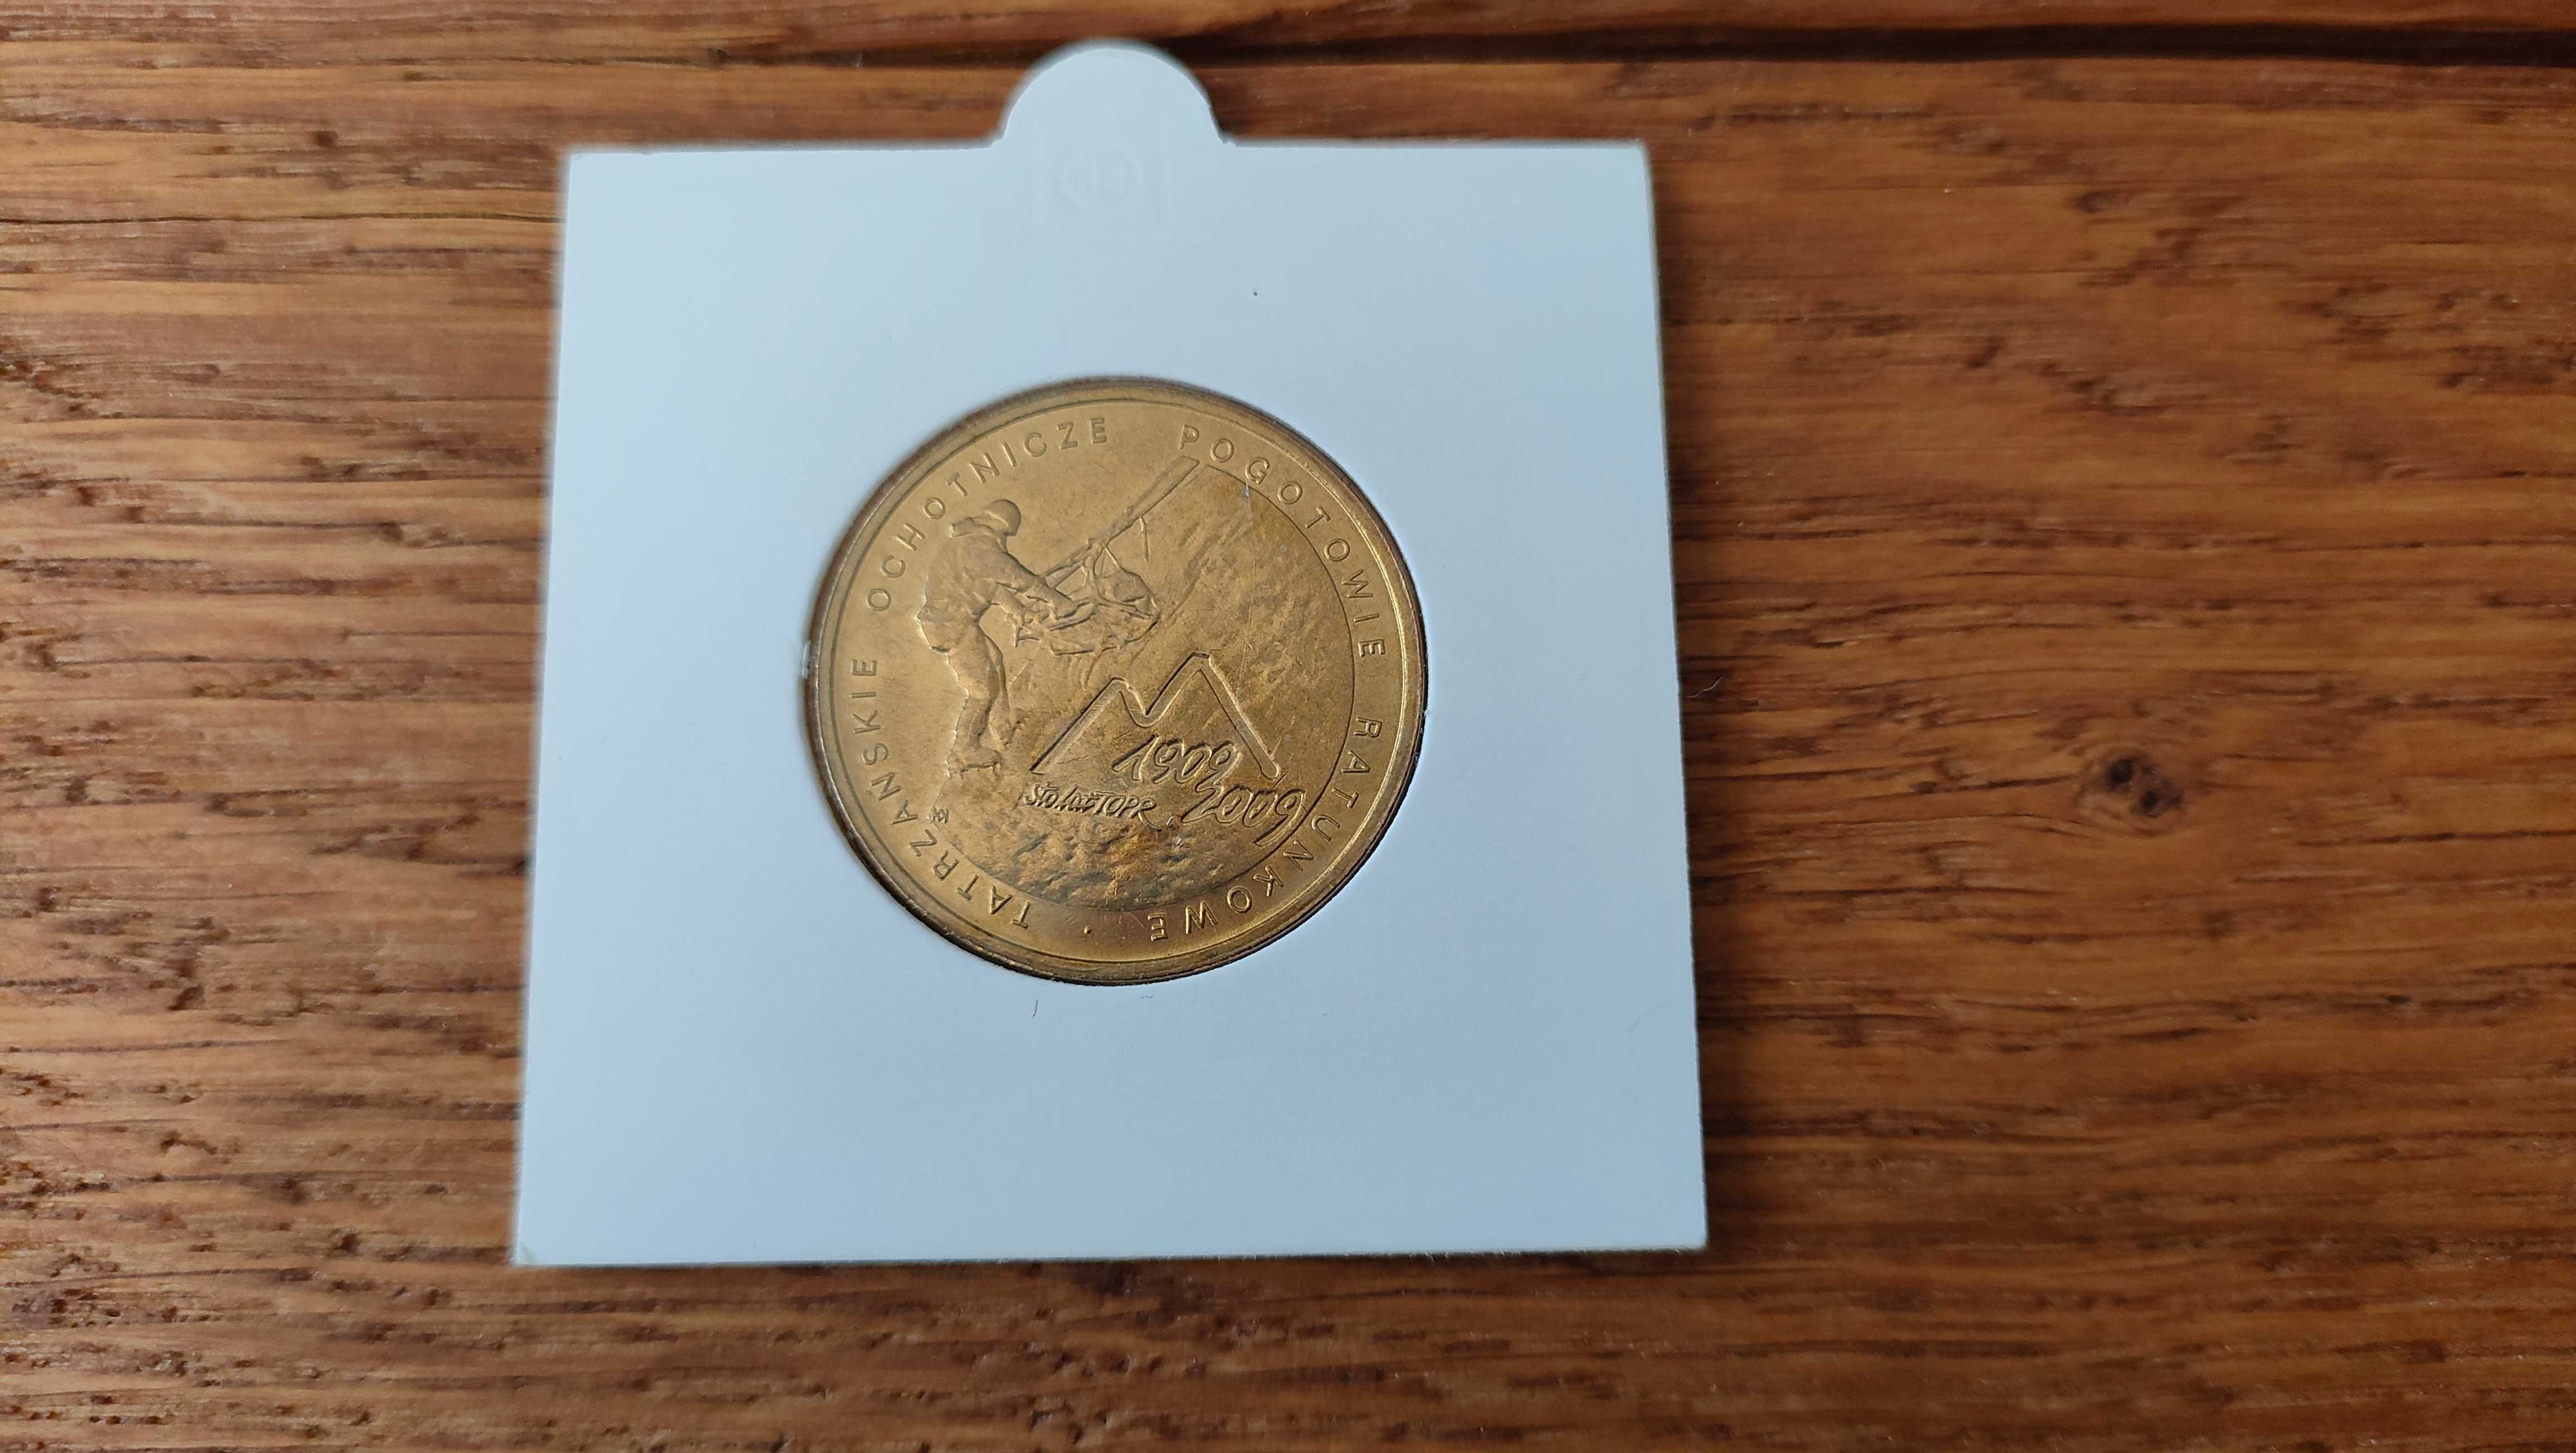 TATRZAŃSKIE OCHOTNICZE POGOTOWIE RATUNKOWE
1909
Sto lat TOPR 2009